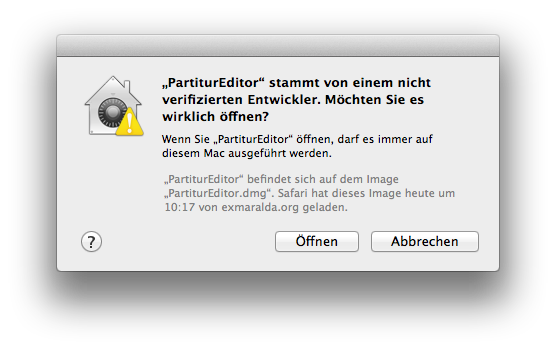 „PartiturEditor“ stammt von einem nicht
verifizierten Entwickler. Möchten Sie es
wirklich öffnen?
Wenn Sie „PartiturEditor“ öffnen, darf es immer auf
diesem Mac ausgeführt werden.
„PartiturEditor“ befindet sich auf dem Image
„PartiturEditor.dmg“. Safari hat dieses Image heute um
10:17 von exmaralda.org geladen.
?
Öffnen
Abbrechen